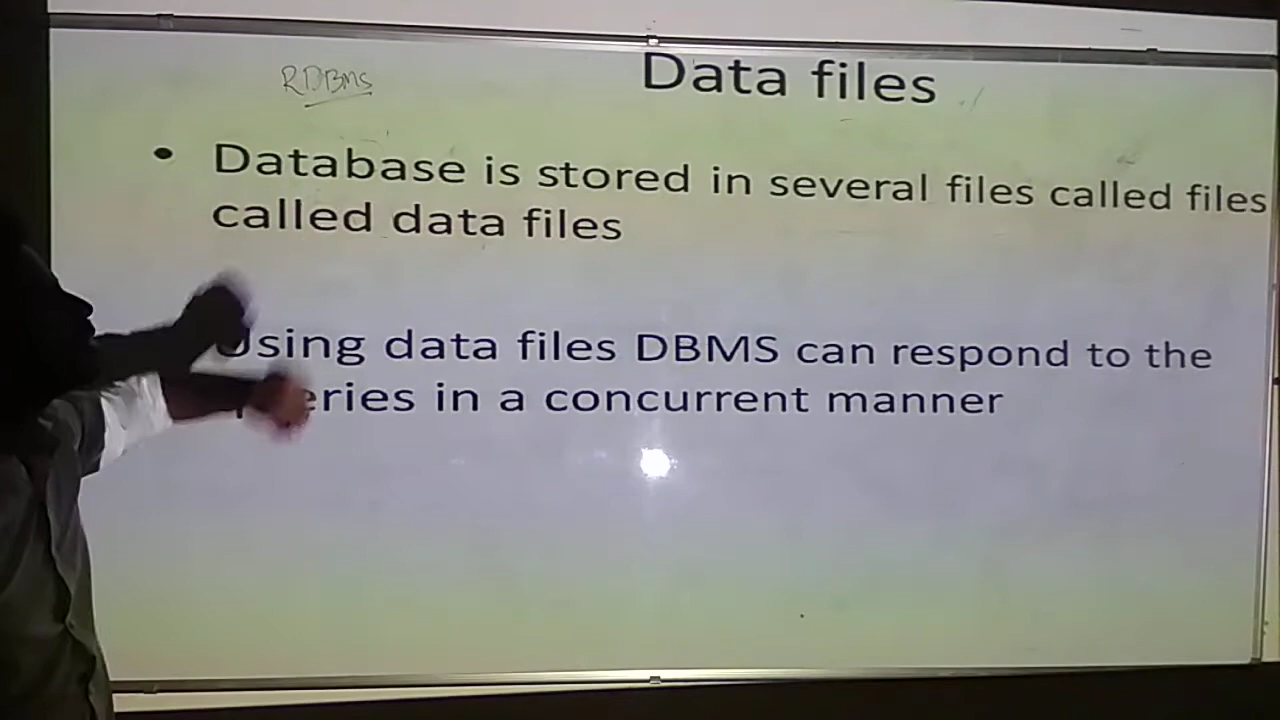 RDBMS
Data files
• Database is stored in several files called files
called data files
Using data files DBMS can respond to the
queries in a concurrent manner